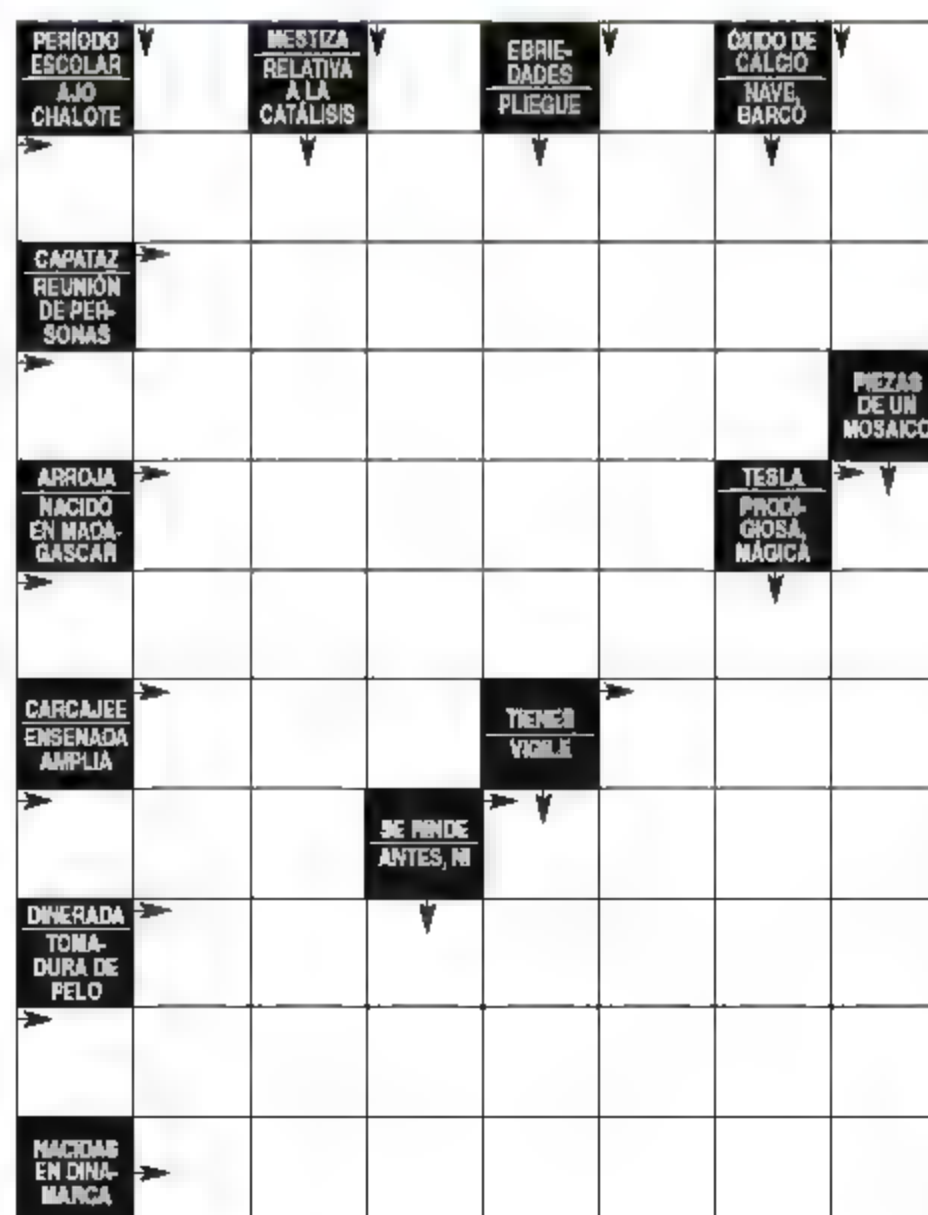 PERÍODO
ESCOLAR
AJO
CHALOTE
MESTIZA
RELATIVA
A LA
CATÁLISIS
EBRIE-
DADES
PLIEGUE
ÓXIDO DE
CALCIO
NAVE,
BARCO
CAPATAZ
REUNIÓN
DE PER-
SONAS
PIEZAS
DE UN
MOSAICO
ARROJA
NACIDO
EN MADA-
GASCAR
TESLA
PRODI-
GIOSA,
MÁGICA
CARCAJEE
ENSENADA
AMPLIA
TIENES
VIGILE
SE RINDE
ANTES, NI
DINERADA
TOMA-
DURA DE
PELO
NACIDAS
EN DINA-
MARCA